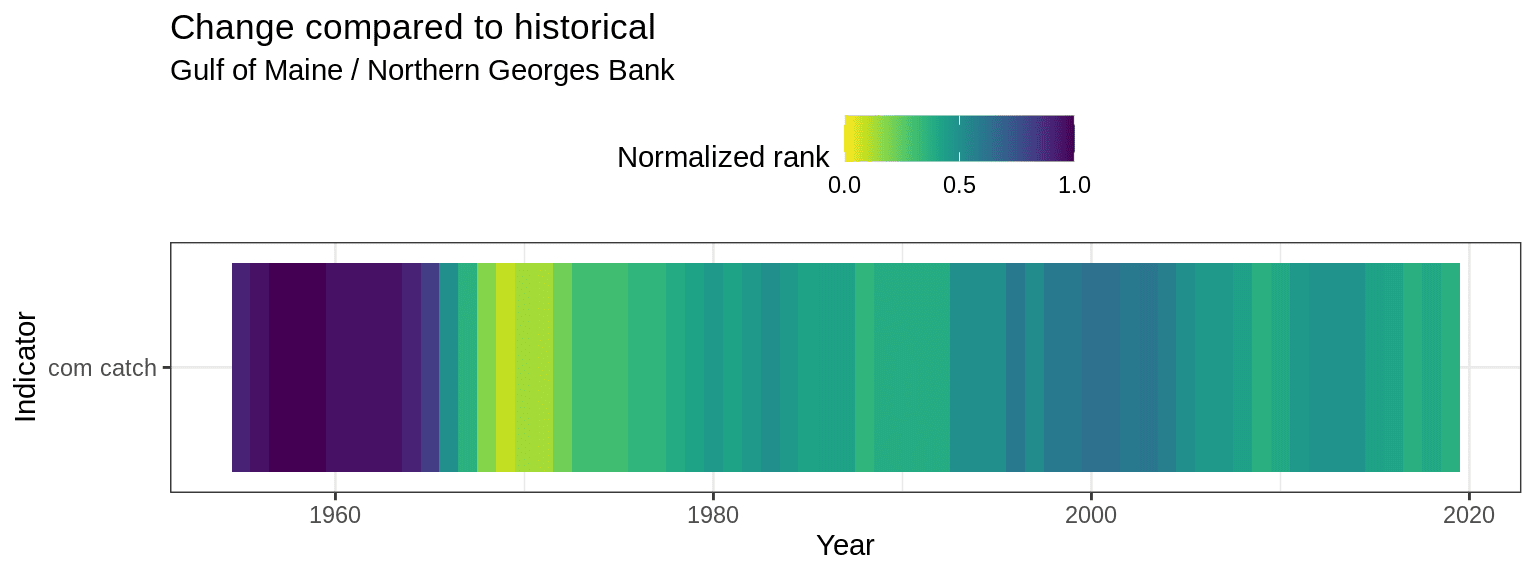 Change compared to historical
Gulf of Maine / Northern Georges Bank
Normalized rank
0.0 0.5 1.0
Indicator
com catch
1960 1980 2000 2020
Year